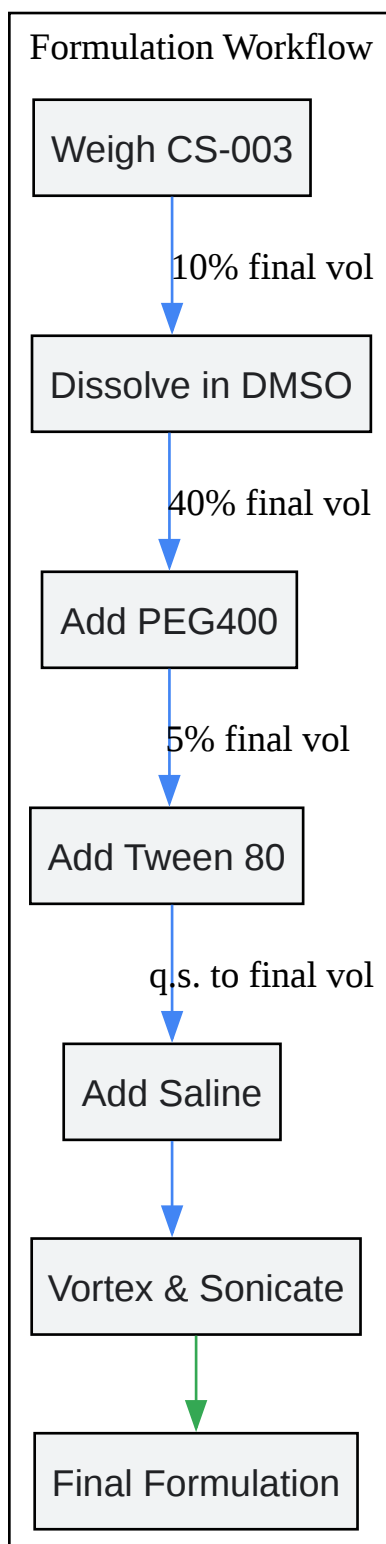 Formulation Workflow
Weigh CS-003
10% final vol
Dissolve in DMSO
40% final vol
Add PEG400
5% final vol
Add Tween 80
q.s. to final vol
Add Saline
Vortex & Sonicate
Final Formulation